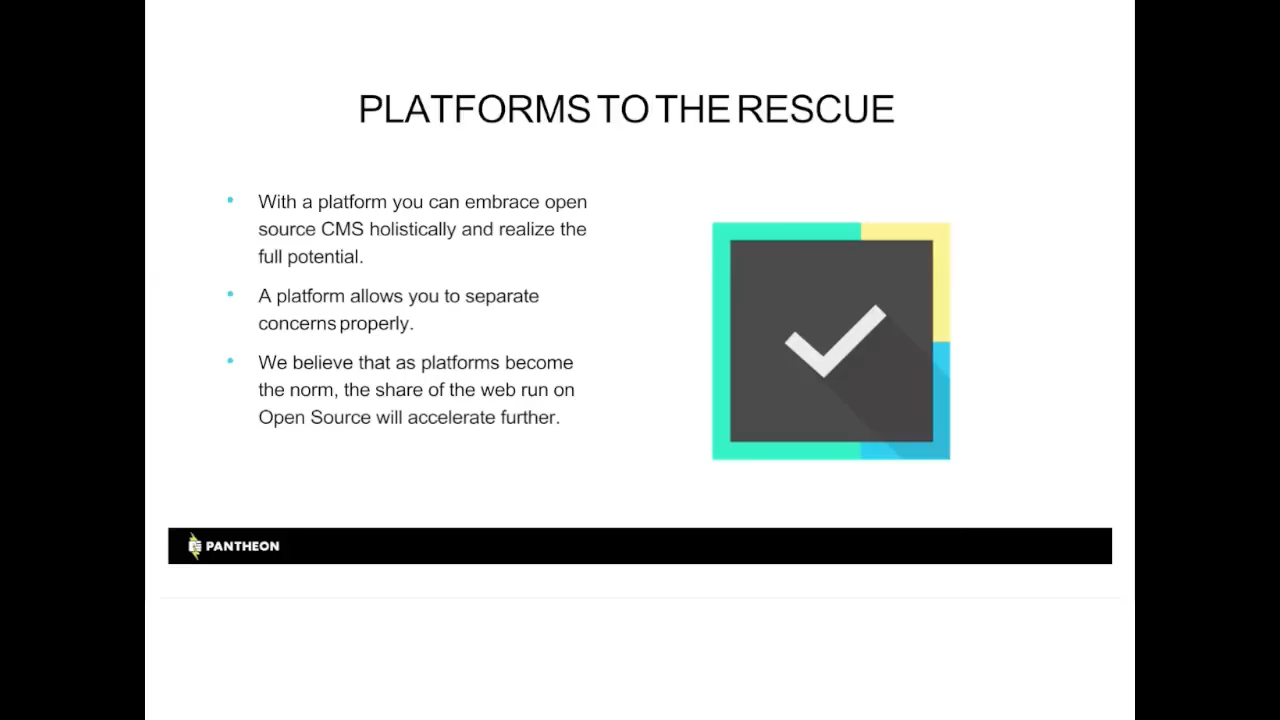 PLATFORMS TO THE RESCUE
With a platform you can embrace open
source CMS holistically and realize the
full potential.
A platform allows you to separate
concerns properly.
We believe that as platforms become
the norm, the share of the web run on
Open Source will accelerate further.
PANTHEON